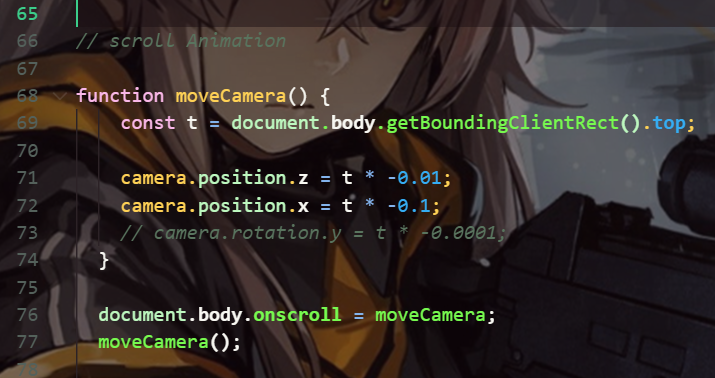 65
66 // scroll Animation
67
68 function moveCamera() {
69 const t = document.body.getBoundingClientRect().top;
70
71 camera.position.z = t * -0.01;
72 camera.position.x = t * -0.1;
73 // camera.rotation.y = t * -0.0001;
74 }
75
76 document.body.onscroll = moveCamera;
77 moveCamera();